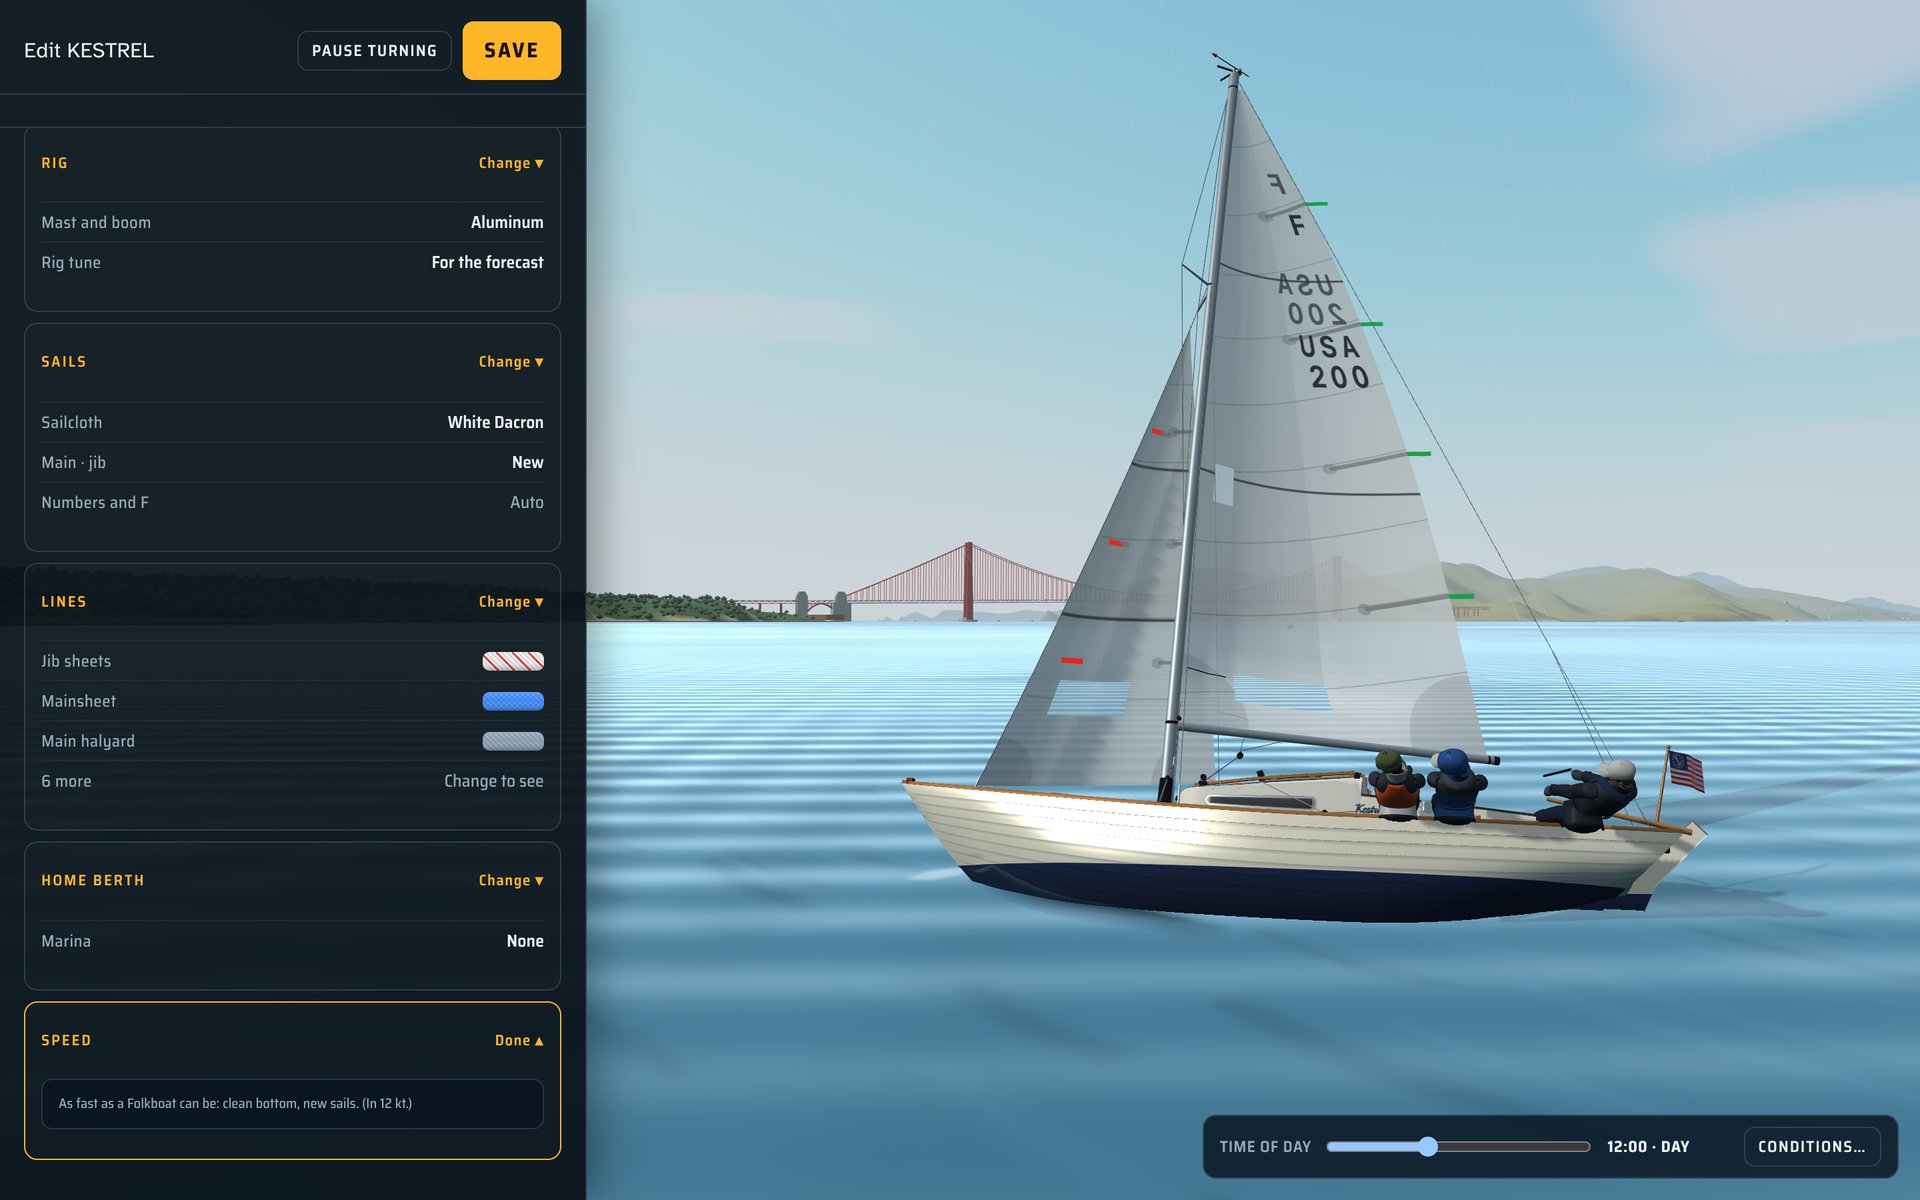 Edit KESTREL
PAUSE TURNING
SAVE
RIG
Change ▾
Mast and boom
Aluminum
Rig tune
For the forecast
SAILS
Change ▾
Sailcloth
White Dacron
Main · jib
New
Numbers and F
Auto
LINES
Change ▾
Jib sheets
Mainsheet
Main halyard
6 more
Change to see
HOME BERTH
Change ▾
Marina
None
SPEED
Done ▴
As fast as a Folkboat can be: clean bottom, new sails. (In 12 kt.)
F
F
USA
200
USA
200
TIME OF DAY
12:00 · DAY
CONDITIONS...